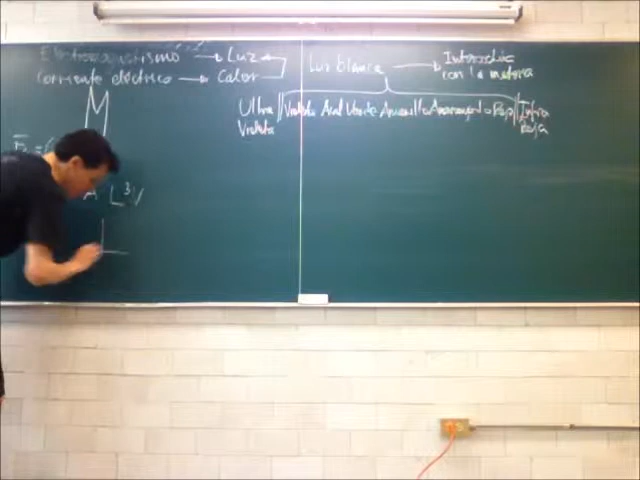 Electromagnetismo → Luz
Corriente eléctrica → Calor
M
L³
Luz blanca → Interacción
con la materia
Ultra Violeta Azul Verde Amarillo Anaranjado Rojo Infra
Violeta Roja